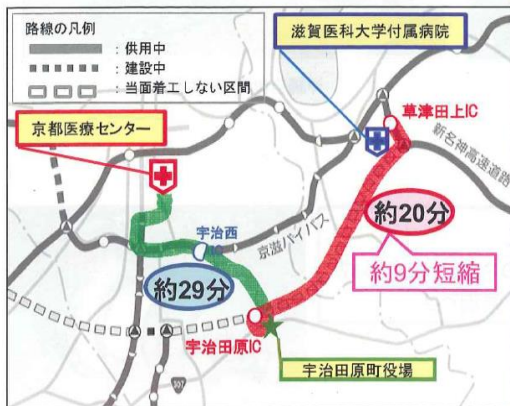 路線の凡例
：供用中
：建設中
：当面着工しない区間
滋賀医科大学付属病院
京都医療センター
草津田上IC
新名神高速道路
宇治西
京滋バイパス
約20分
約9分短縮
約29分
宇治田原IC
宇治田原町役場
307